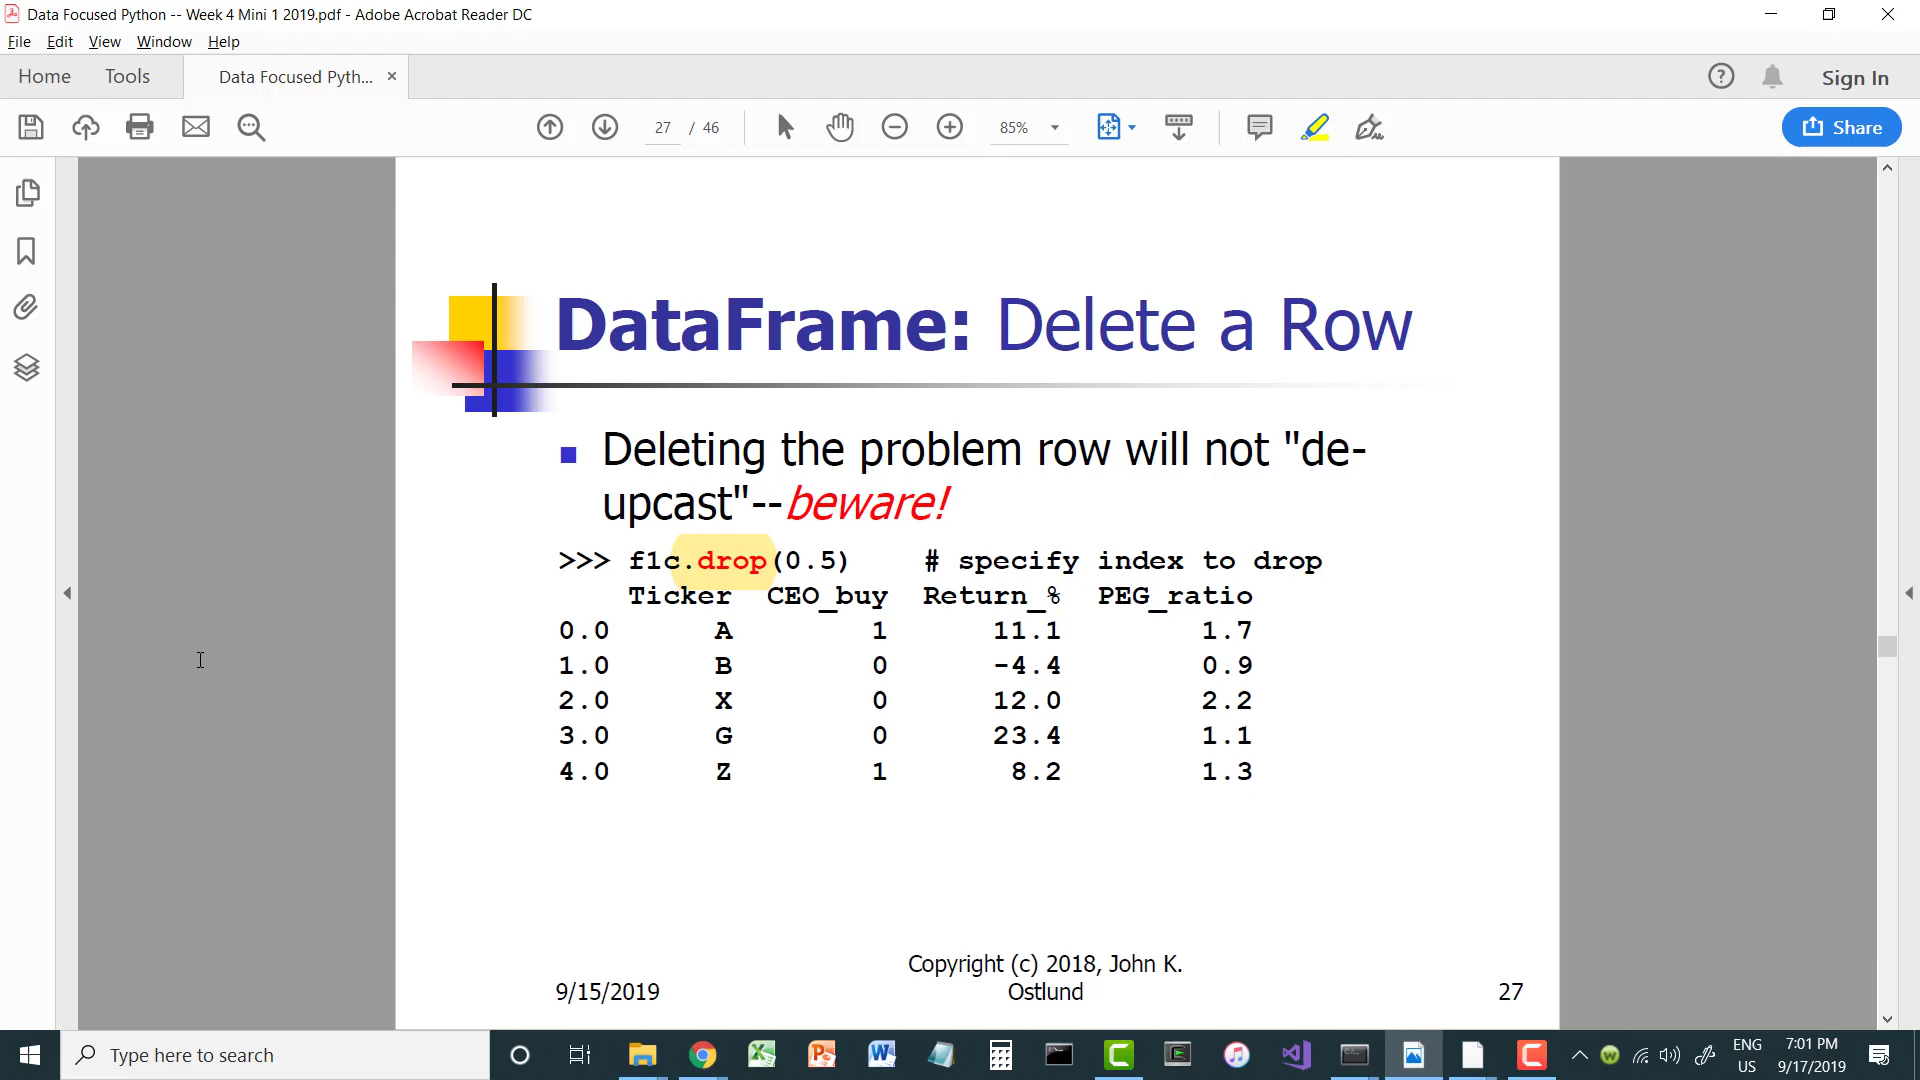 Data Focused Python -- Week 4 Mini 1 2019.pdf - Adobe Acrobat Reader DC
File Edit View Window Help
Home Tools Data Focused Pyth... × Sign In
27 / 46 85% Share
DataFrame: Delete a Row
Deleting the problem row will not "de-
upcast"--beware!
>>> f1c.drop(0.5) # specify index to drop
Ticker CEO_buy Return_% PEG_ratio
0.0 A 1 11.1 1.7
1.0 B 0 -4.4 0.9
2.0 X 0 12.0 2.2
3.0 G 0 23.4 1.1
4.0 Z 1 8.2 1.3
Copyright (c) 2018, John K.
Ostlund
9/15/2019
27
Type here to search
ENG
US
7:01 PM
9/17/2019